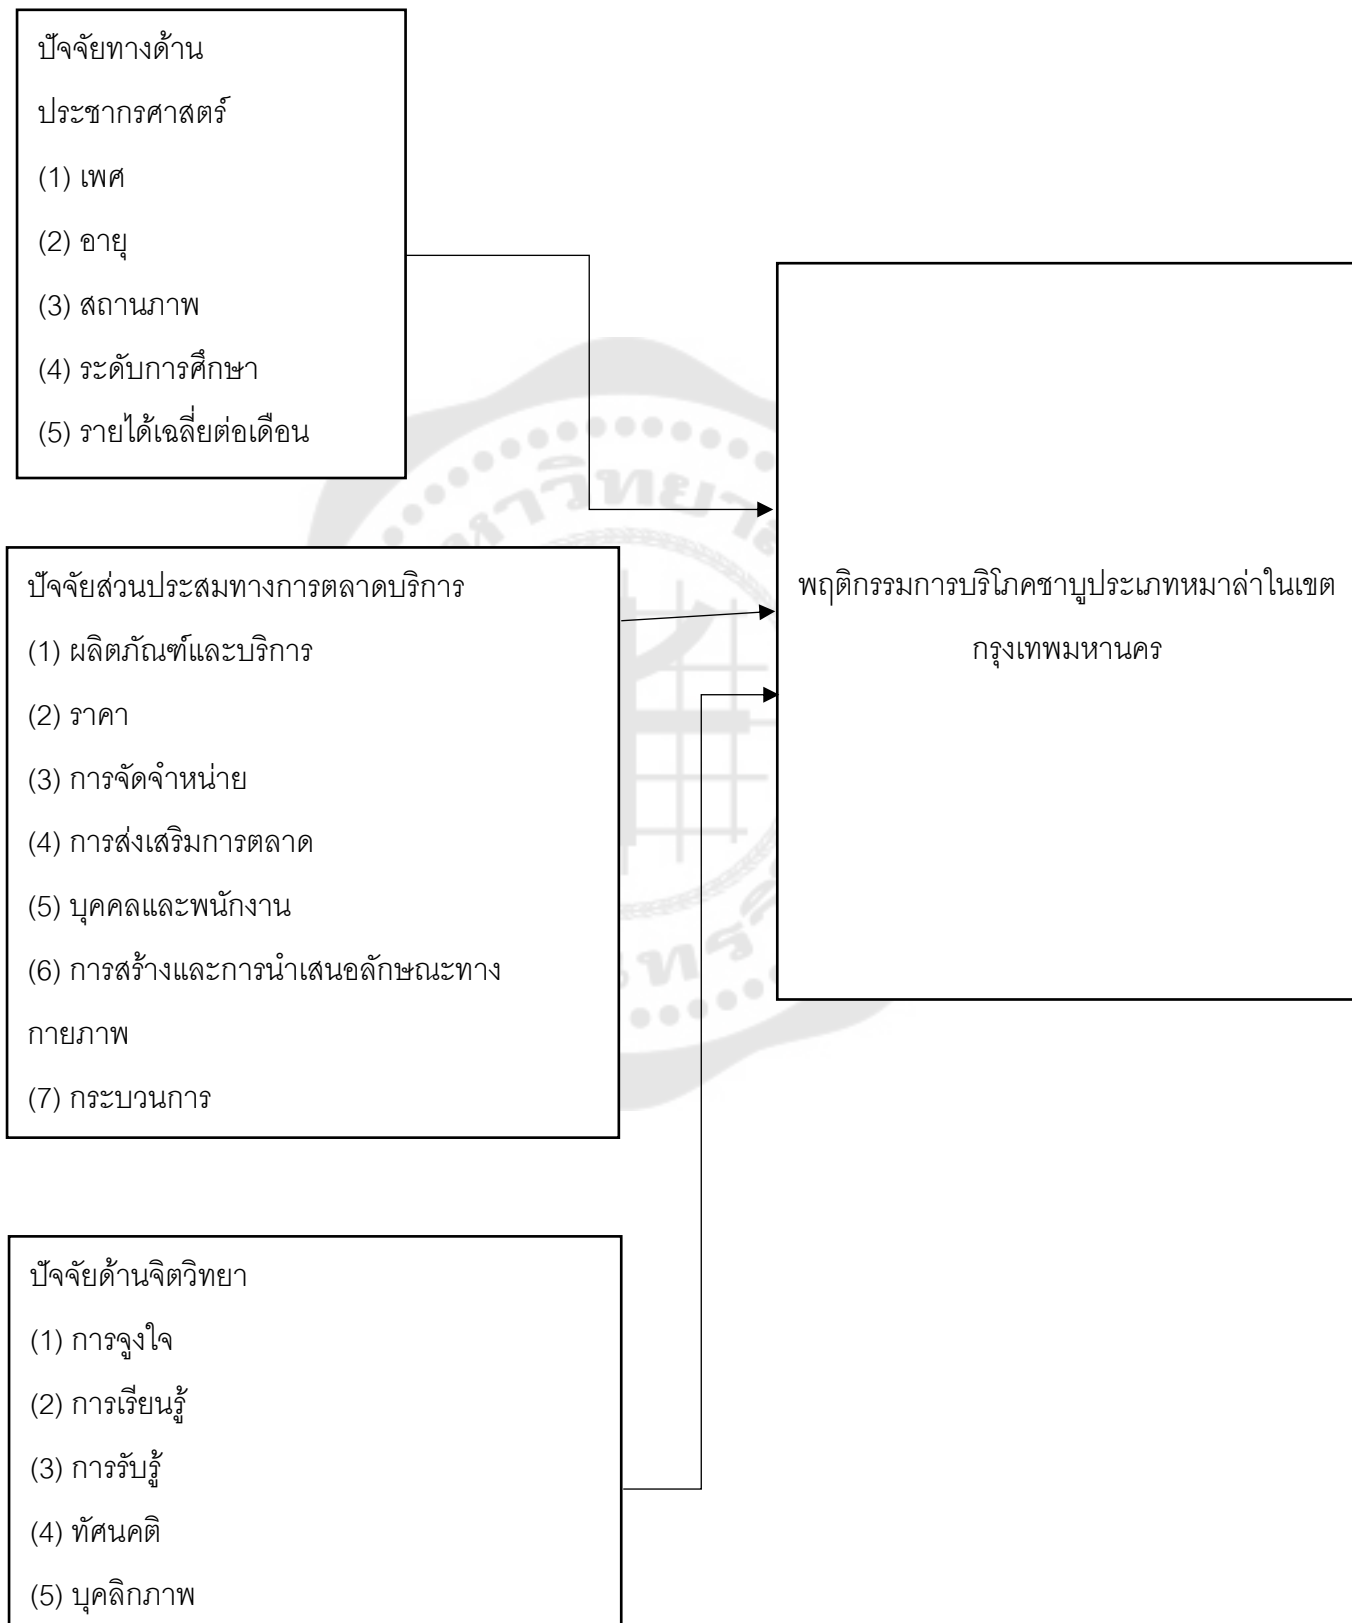 ปัจจัยทางด้าน
ประชากรศาสตร์
(1) เพศ
(2) อายุ
(3) สถานภาพ
(4) ระดับการศึกษา
(5) รายได้เฉลี่ยต่อเดือน
ปัจจัยส่วนประสมทางการตลาดบริการ
(1) ผลิตภัณฑ์และบริการ
(2) ราคา
(3) การจัดจำหน่าย
(4) การส่งเสริมการตลาด
(5) บุคคลและพนักงาน
(6) การสร้างและการนำเสนอลักษณะทาง
กายภาพ
(7) กระบวนการ
ปัจจัยด้านจิตวิทยา
(1) การจูงใจ
(2) การเรียนรู้
(3) การรับรู้
(4) ทัศนคติ
(5) บุคลิกภาพ
พฤติกรรมการบริโภคชาบูประเภทหมาล่าในเขต
กรุงเทพมหานคร